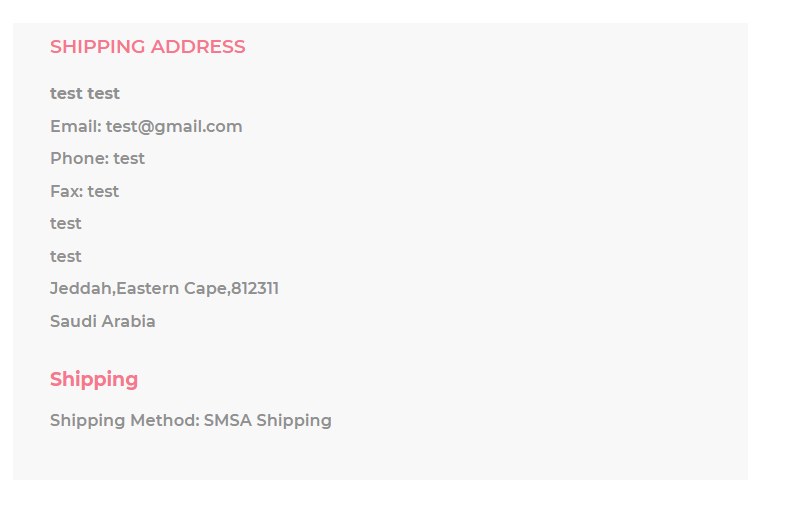 SHIPPING ADDRESS
test test
Email: test@gmail.com
Phone: test
Fax: test
test
test
Jeddah,Eastern Cape,812311
Saudi Arabia
Shipping
Shipping Method: SMSA Shipping